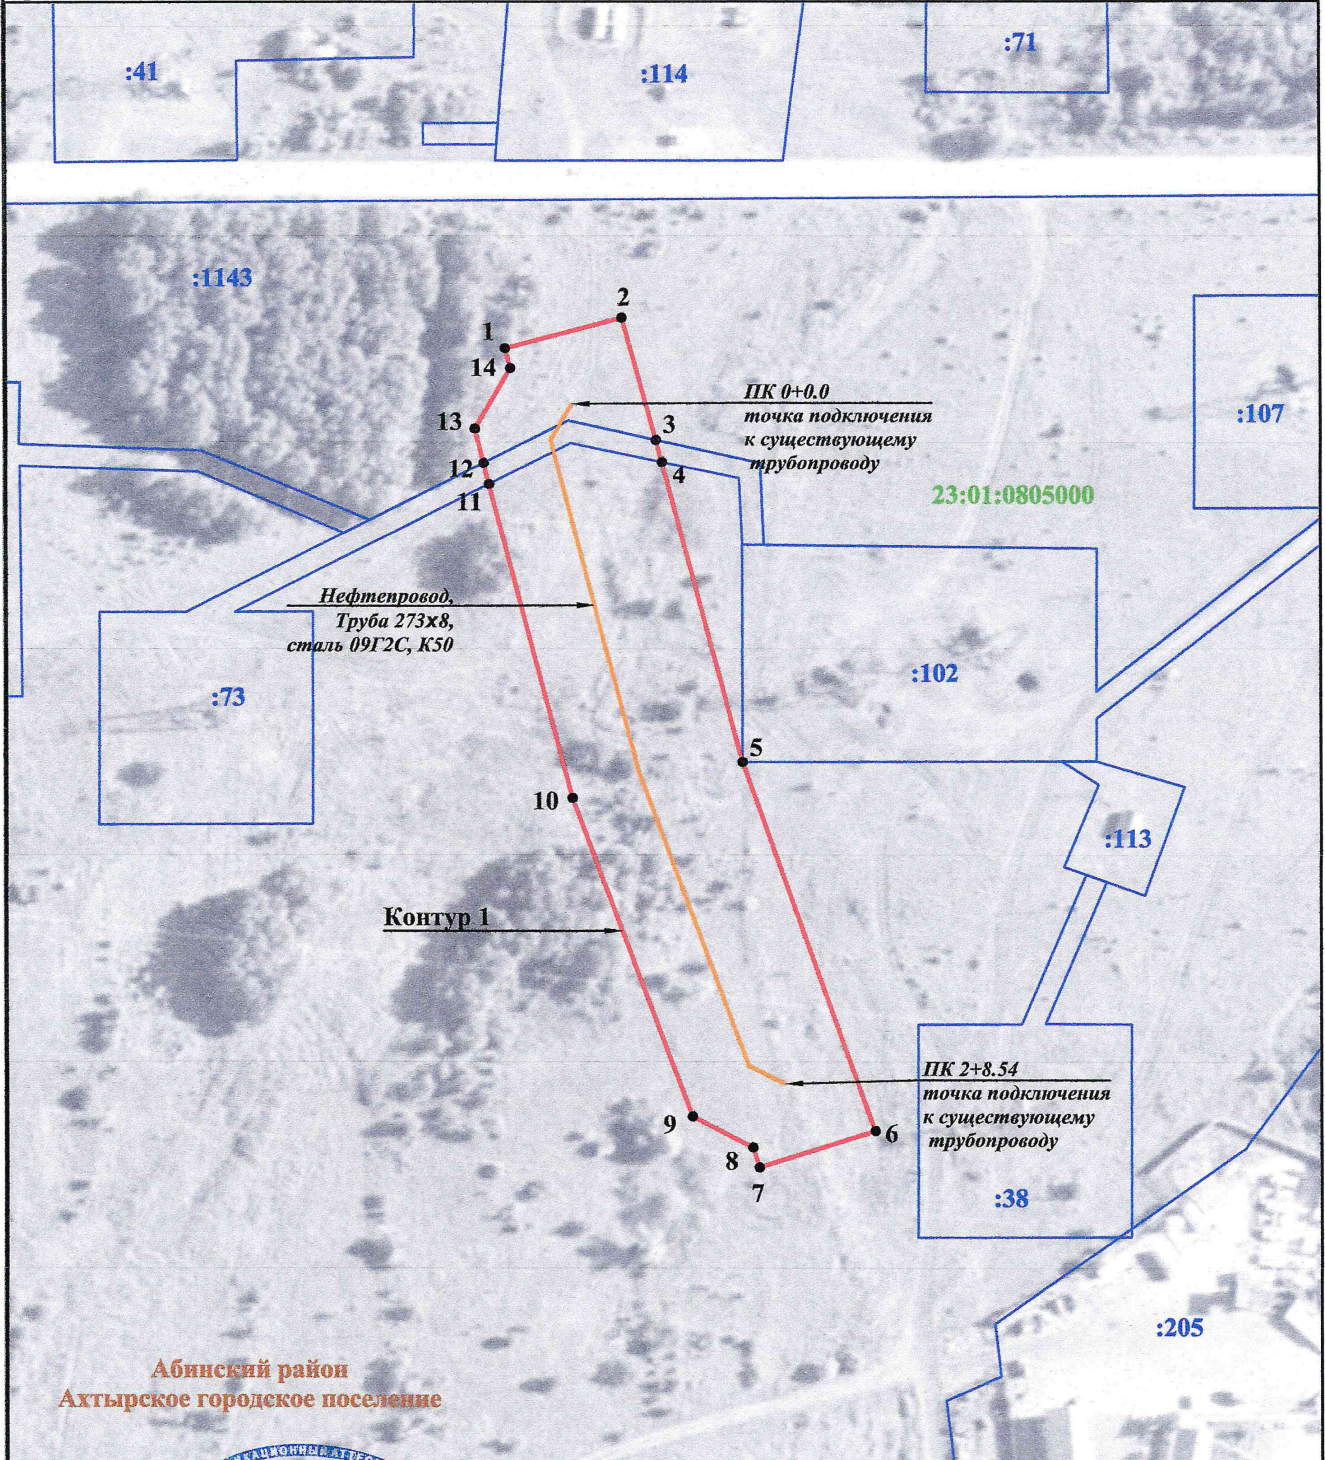 :41
:114
:71
:1143
2
1
14
13
12
11
3
4
ПК 0+0.0
точка подключения
к существующему
трубопроводу
:107
23:01:0805000
Нефтепровод,
Труба 273х8,
сталь 09Г2С, К50
:73
:102
5
10
:113
Контур 1
ПК 2+8.54
точка подключения
к существующему
трубопроводу
9
8
7
6
:38
:205
Абинский район
Ахтырское городское поселение